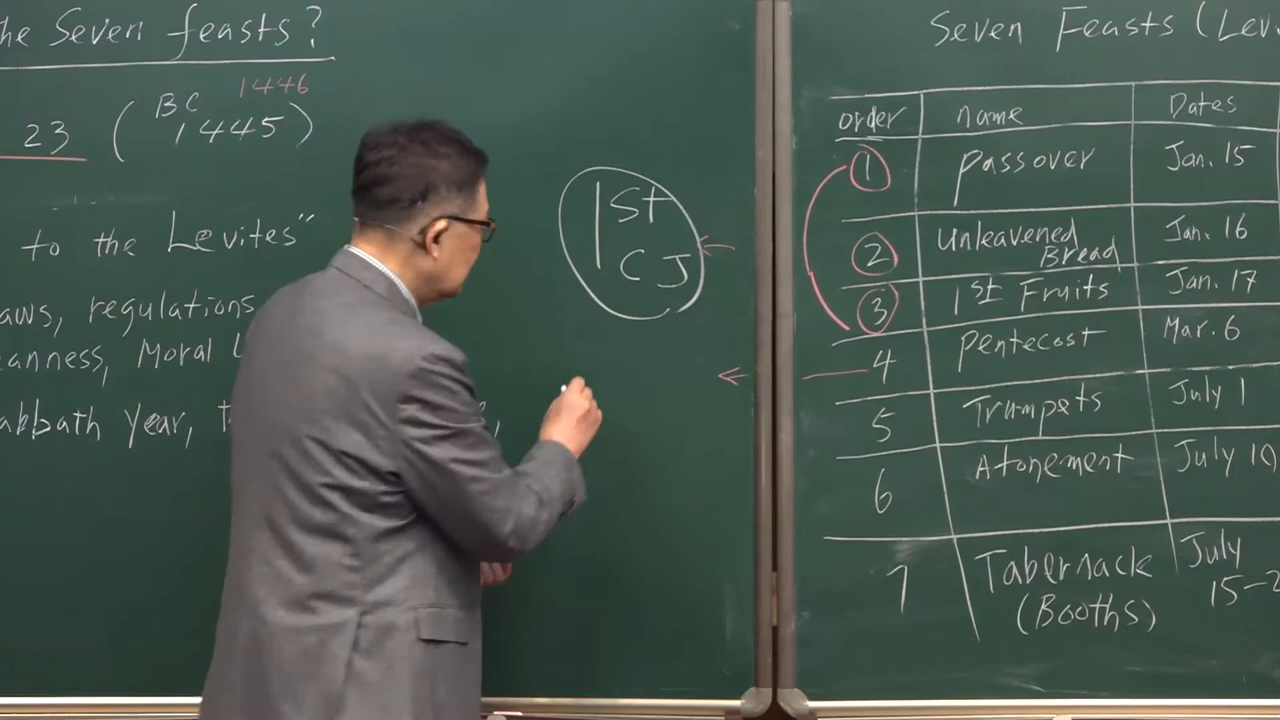 he Seven feasts?
1446
BC
23 ( 1445 )
to the Levites"
aws, regulations
anness, Moral L
abbath Year, t
,
1st
CJ
Seven Feasts (Lev.
order name Dates
1 passover Jan. 15
2 Unleavened Bread Jan. 16
3 1st Fruits Jan. 17
4 pentecost Mar. 6
5 Trumpets July 1
6 Atonement July 10
7 Tabernacle July
(Booths) 15-2